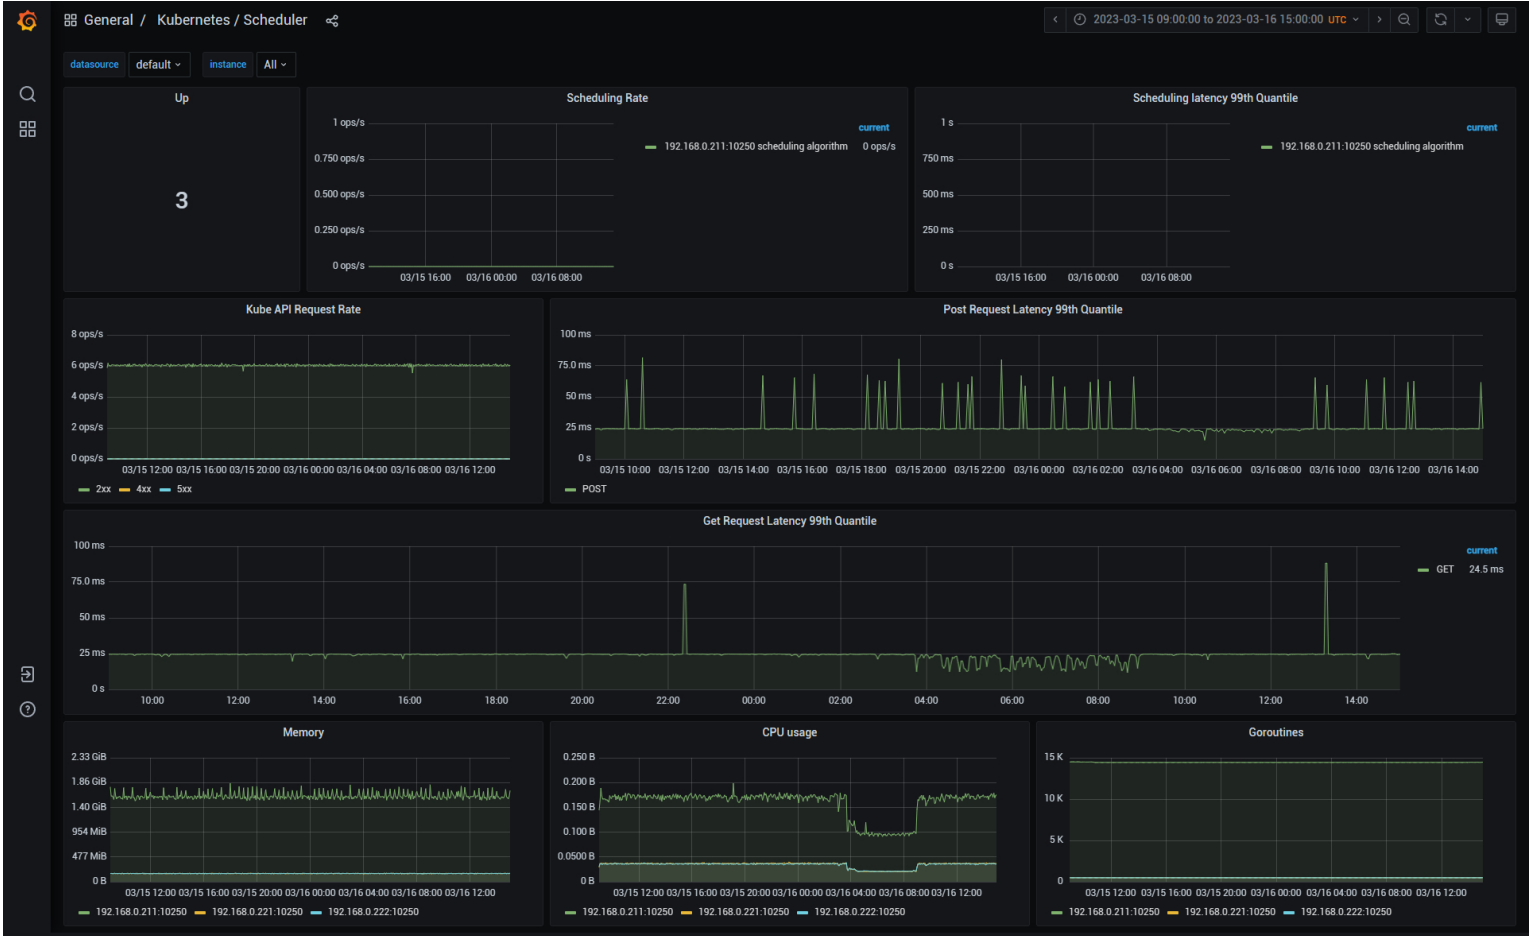 General / Kubernetes / Scheduler
2023-03-15 09:00:00 to 2023-03-16 15:00:00 UTC
datasource default instance All
Up
3
Scheduling Rate
1 ops/s
0.750 ops/s
0.500 ops/s
0.250 ops/s
0 ops/s
03/15 16:00 03/16 00:00 03/16 08:00
current
192.168.0.211:10250 scheduling algorithm 0 ops/s
Scheduling latency 99th Quantile
1 s
750 ms
500 ms
250 ms
0 s
03/15 16:00 03/16 00:00 03/16 08:00
current
192.168.0.211:10250 scheduling algorithm
Kube API Request Rate
8 ops/s
6 ops/s
4 ops/s
2 ops/s
0 ops/s
03/15 12:00 03/15 16:00 03/15 20:00 03/16 00:00 03/16 04:00 03/16 08:00 03/16 12:00
2xx 4xx 5xx
Post Request Latency 99th Quantile
100 ms
75.0 ms
50 ms
25 ms
0 s
03/15 10:00 03/15 12:00 03/15 14:00 03/15 16:00 03/15 18:00 03/15 20:00 03/15 22:00 03/16 00:00 03/16 02:00 03/16 04:00 03/16 06:00 03/16 08:00 03/16 10:00 03/16 12:00 03/16 14:00
POST
Get Request Latency 99th Quantile
100 ms
75.0 ms
50 ms
25 ms
0 s
10:00 12:00 14:00 16:00 18:00 20:00 22:00 00:00 02:00 04:00 06:00 08:00 10:00 12:00 14:00
current
GET 24.5 ms
Memory
2.33 GiB
1.86 GiB
1.40 GiB
954 MiB
477 MiB
0 B
03/15 12:00 03/15 16:00 03/15 20:00 03/16 00:00 03/16 04:00 03/16 08:00 03/16 12:00
192.168.0.211:10250 192.168.0.221:10250 192.168.0.222:10250
CPU usage
0.250 B
0.200 B
0.150 B
0.100 B
0.0500 B
0 B
03/15 12:00 03/15 16:00 03/15 20:00 03/16 00:00 03/16 04:00 03/16 08:00 03/16 12:00
192.168.0.211:10250 192.168.0.221:10250 192.168.0.222:10250
Goroutines
15 K
10 K
5 K
0
03/15 12:00 03/15 16:00 03/15 20:00 03/16 00:00 03/16 04:00 03/16 08:00 03/16 12:00
192.168.0.211:10250 192.168.0.221:10250 192.168.0.222:10250